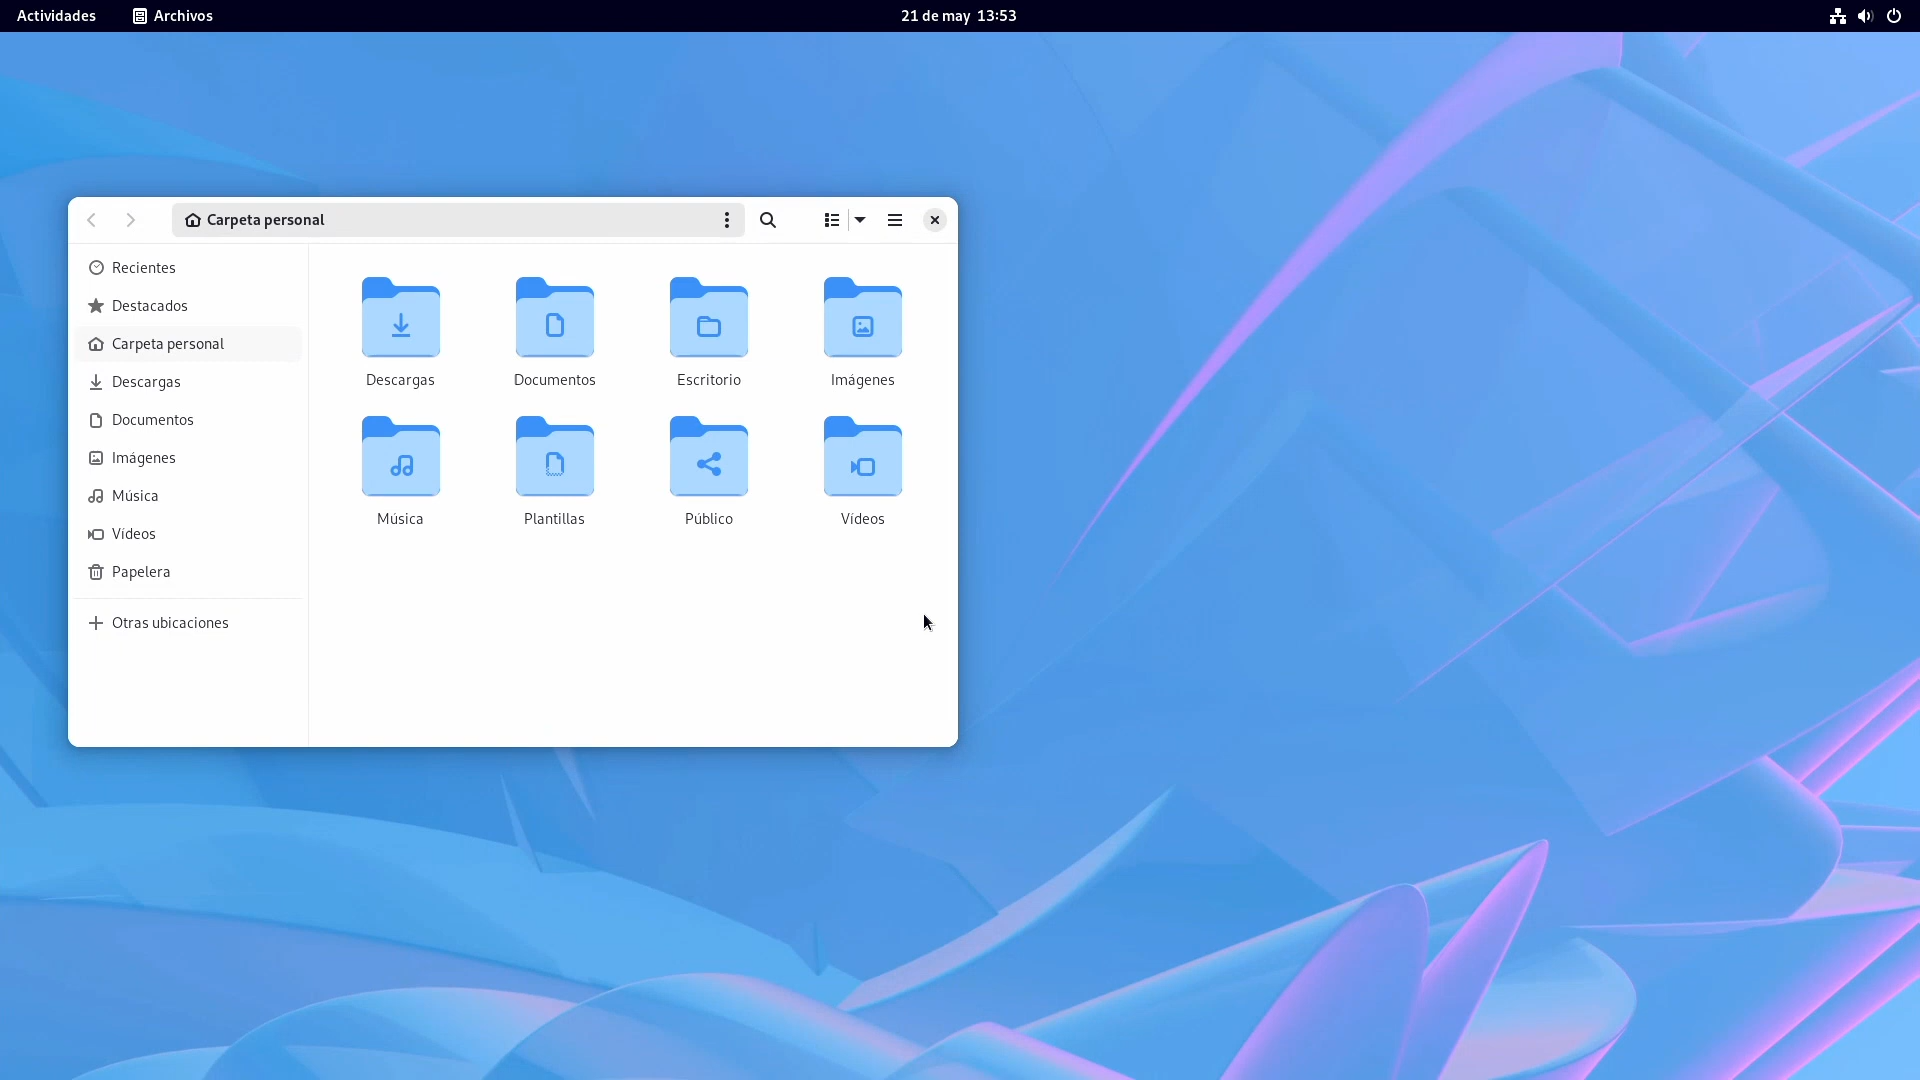 Actividades
Archivos
21 de may 13:53
Carpeta personal
Recientes
Destacados
Carpeta personal
Descargas
Documentos
Imágenes
Música
Vídeos
Papelera
Otras ubicaciones
Descargas
Documentos
Escritorio
Imágenes
Música
Plantillas
Público
Vídeos